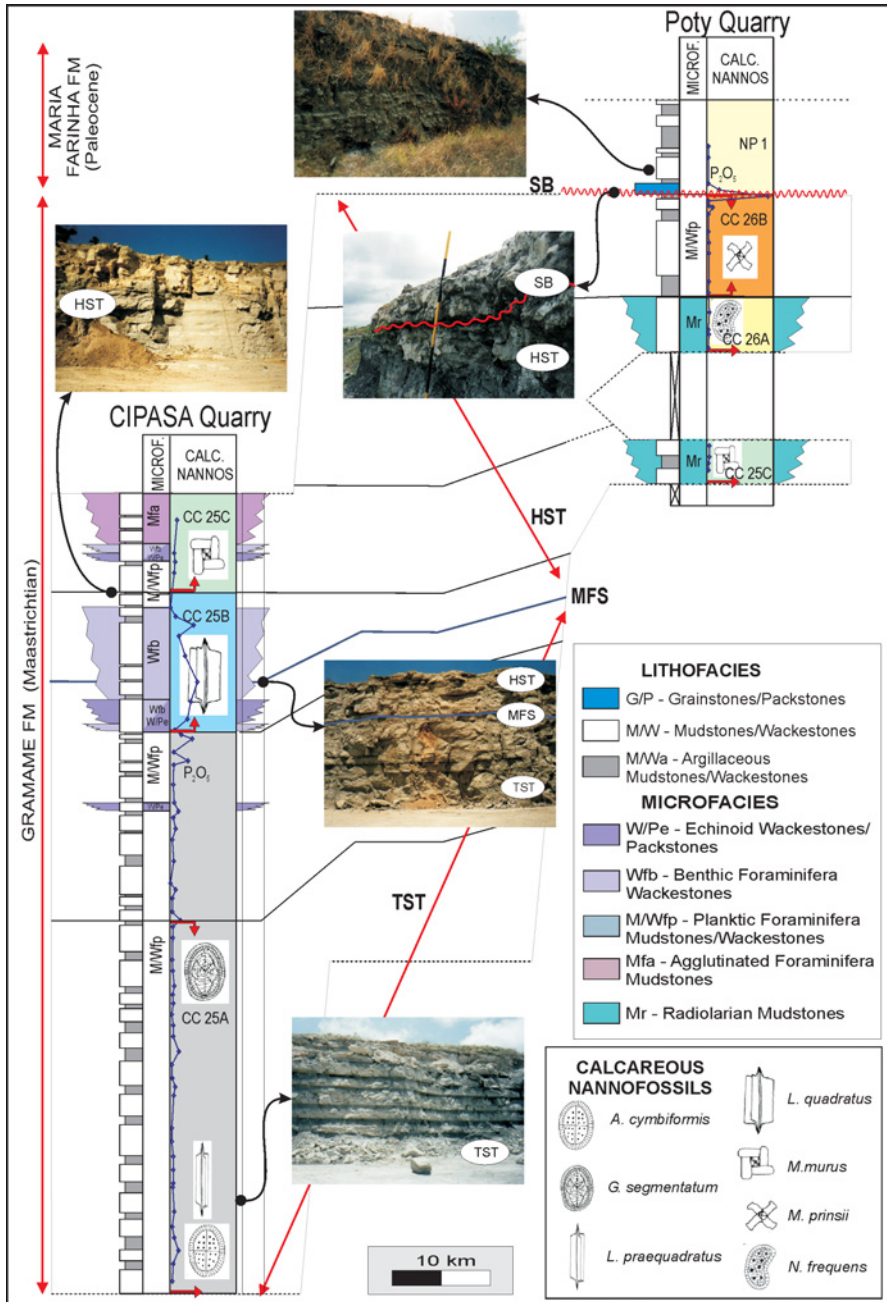 MARIA
FARINHA FM
(Paleocene)
GRAMAME FM (Maastrichtian)
Poty Quarry
MICROF.
CALC.
NANNOS
NP 1
P2O5
SB
CC 26B
M/Wfp
Mr
CC 26A
Mr
CC 25C
SB
HST
HST
CIPASA Quarry
MICROF.
CALC.
NANNOS
Mfa
CC 25C
M/Wfp
CC 25B
Wfb
Wfb
W/Pe
M/Wfp
P2O5
M/Wfp
CC 25A
HST
MFS
HST
MFS
TST
TST
TST
10 km
LITHOFACIES
G/P - Grainstones/Packstones
M/W - Mudstones/Wackestones
M/Wa - Argillaceous
Mudstones/Wackestones
MICROFACIES
W/Pe - Echinoid Wackestones/
Packstones
Wfb - Benthic Foraminifera
Wackestones
M/Wfp - Planktic Foraminifera
Mudstones/Wackestones
Mfa - Agglutinated Foraminifera
Mudstones
Mr - Radiolarian Mudstones
CALCAREOUS
NANNOFOSSILS
A. cymbiformis
G. segmentatum
L. praequadratus
L. quadratus
M.murus
M. prinsii
N. frequens